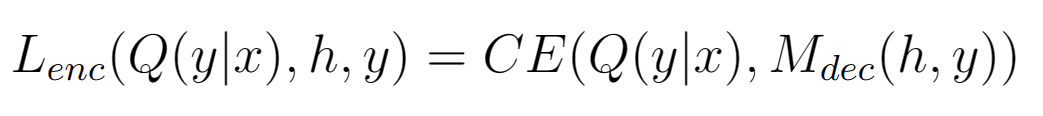 L_{enc}(Q(y|x), h, y) = CE(Q(y|x), M_{dec}(h, y))